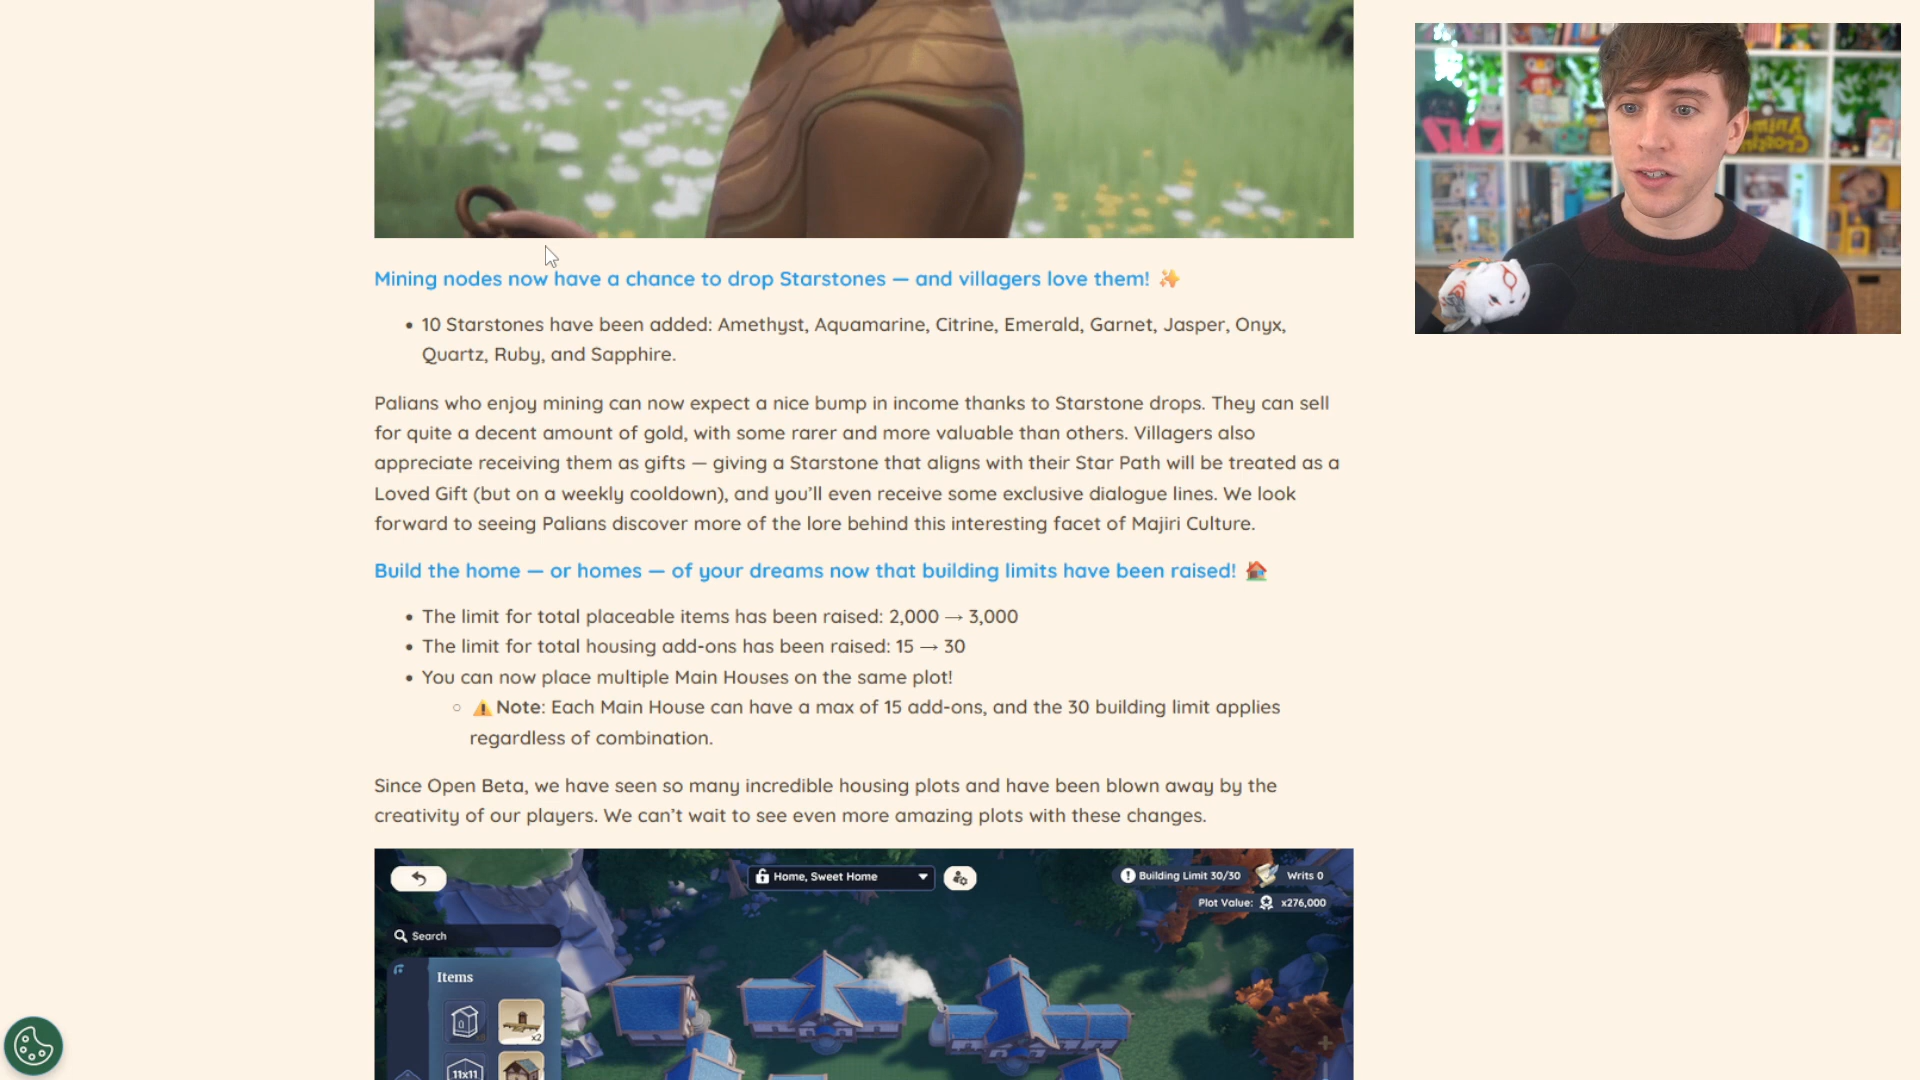 Mining nodes now have a chance to drop Starstones — and villagers love them! ✨
• 10 Starstones have been added: Amethyst, Aquamarine, Citrine, Emerald, Garnet, Jasper, Onyx,
Quartz, Ruby, and Sapphire.
Palians who enjoy mining can now expect a nice bump in income thanks to Starstone drops. They can sell
for quite a decent amount of gold, with some rarer and more valuable than others. Villagers also
appreciate receiving them as gifts — giving a Starstone that aligns with their Star Path will be treated as a
Loved Gift (but on a weekly cooldown), and you’ll even receive some exclusive dialogue lines. We look
forward to seeing Palians discover more of the lore behind this interesting facet of Majiri Culture.
Build the home — or homes — of your dreams now that building limits have been raised! 🏠
• The limit for total placeable items has been raised: 2,000 → 3,000
• The limit for total housing add-ons has been raised: 15 → 30
• You can now place multiple Main Houses on the same plot!
○ ⚠️ Note: Each Main House can have a max of 15 add-ons, and the 30 building limit applies
regardless of combination.
Since Open Beta, we have seen so many incredible housing plots and have been blown away by the
creativity of our players. We can’t wait to see even more amazing plots with these changes.
Home, Sweet Home
Building Limit 30/30 Writs 0
Plot Value: x276,000
Search
Items
x2
11x11
Animal
Crossing